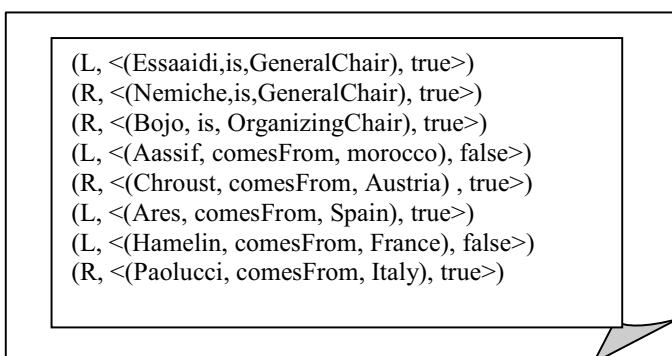 (L, <(Essaaidi,is,GeneralChair), true>)
(R, <(Nemiche,is,GeneralChair), true>)
(R, <(Bojo, is, OrganizingChair), true>)
(L, <(Aassif, comesFrom, morocco), false>)
(R, <(Chroust, comesFrom, Austria) , true>)
(L, <(Ares, comesFrom, Spain), true>)
(L, <(Hamelin, comesFrom, France), false>)
(R, <(Paolucci, comesFrom, Italy), true>)